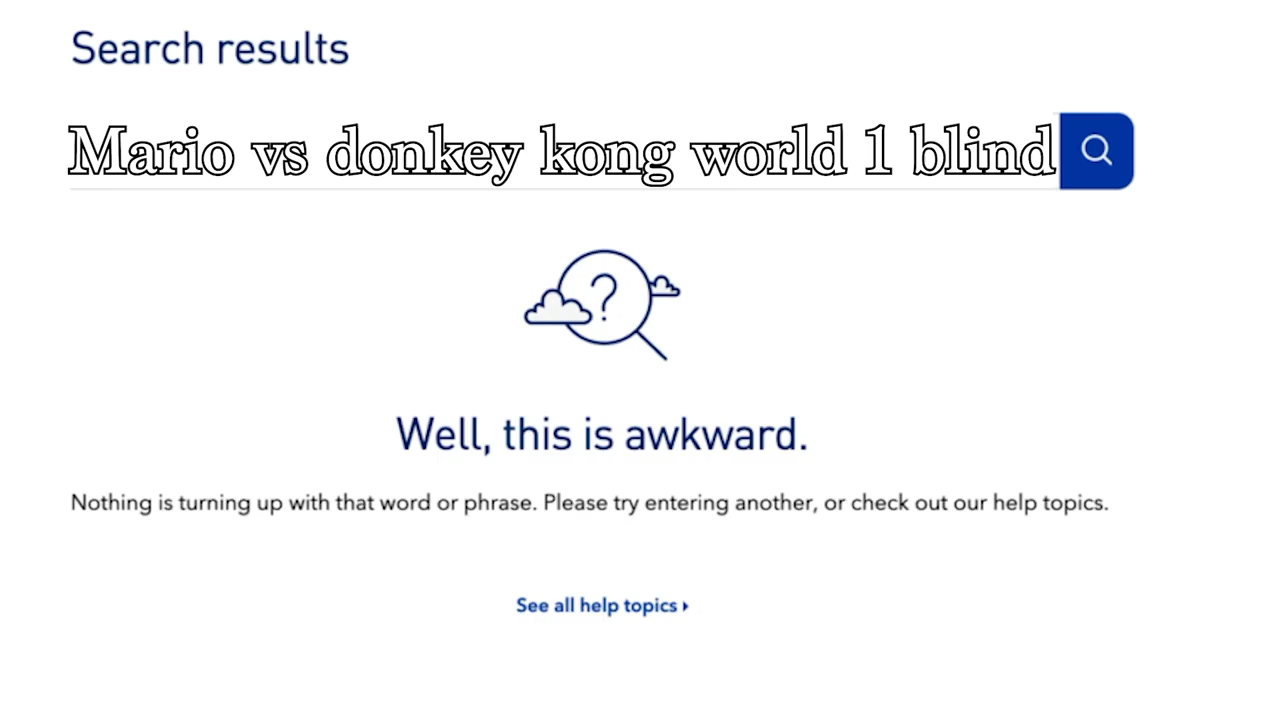 Search results
Mario vs donkey kong world 1 blind
?
Well, this is awkward.
Nothing is turning up with that word or phrase. Please try entering another, or check out our help topics.
See all help topics